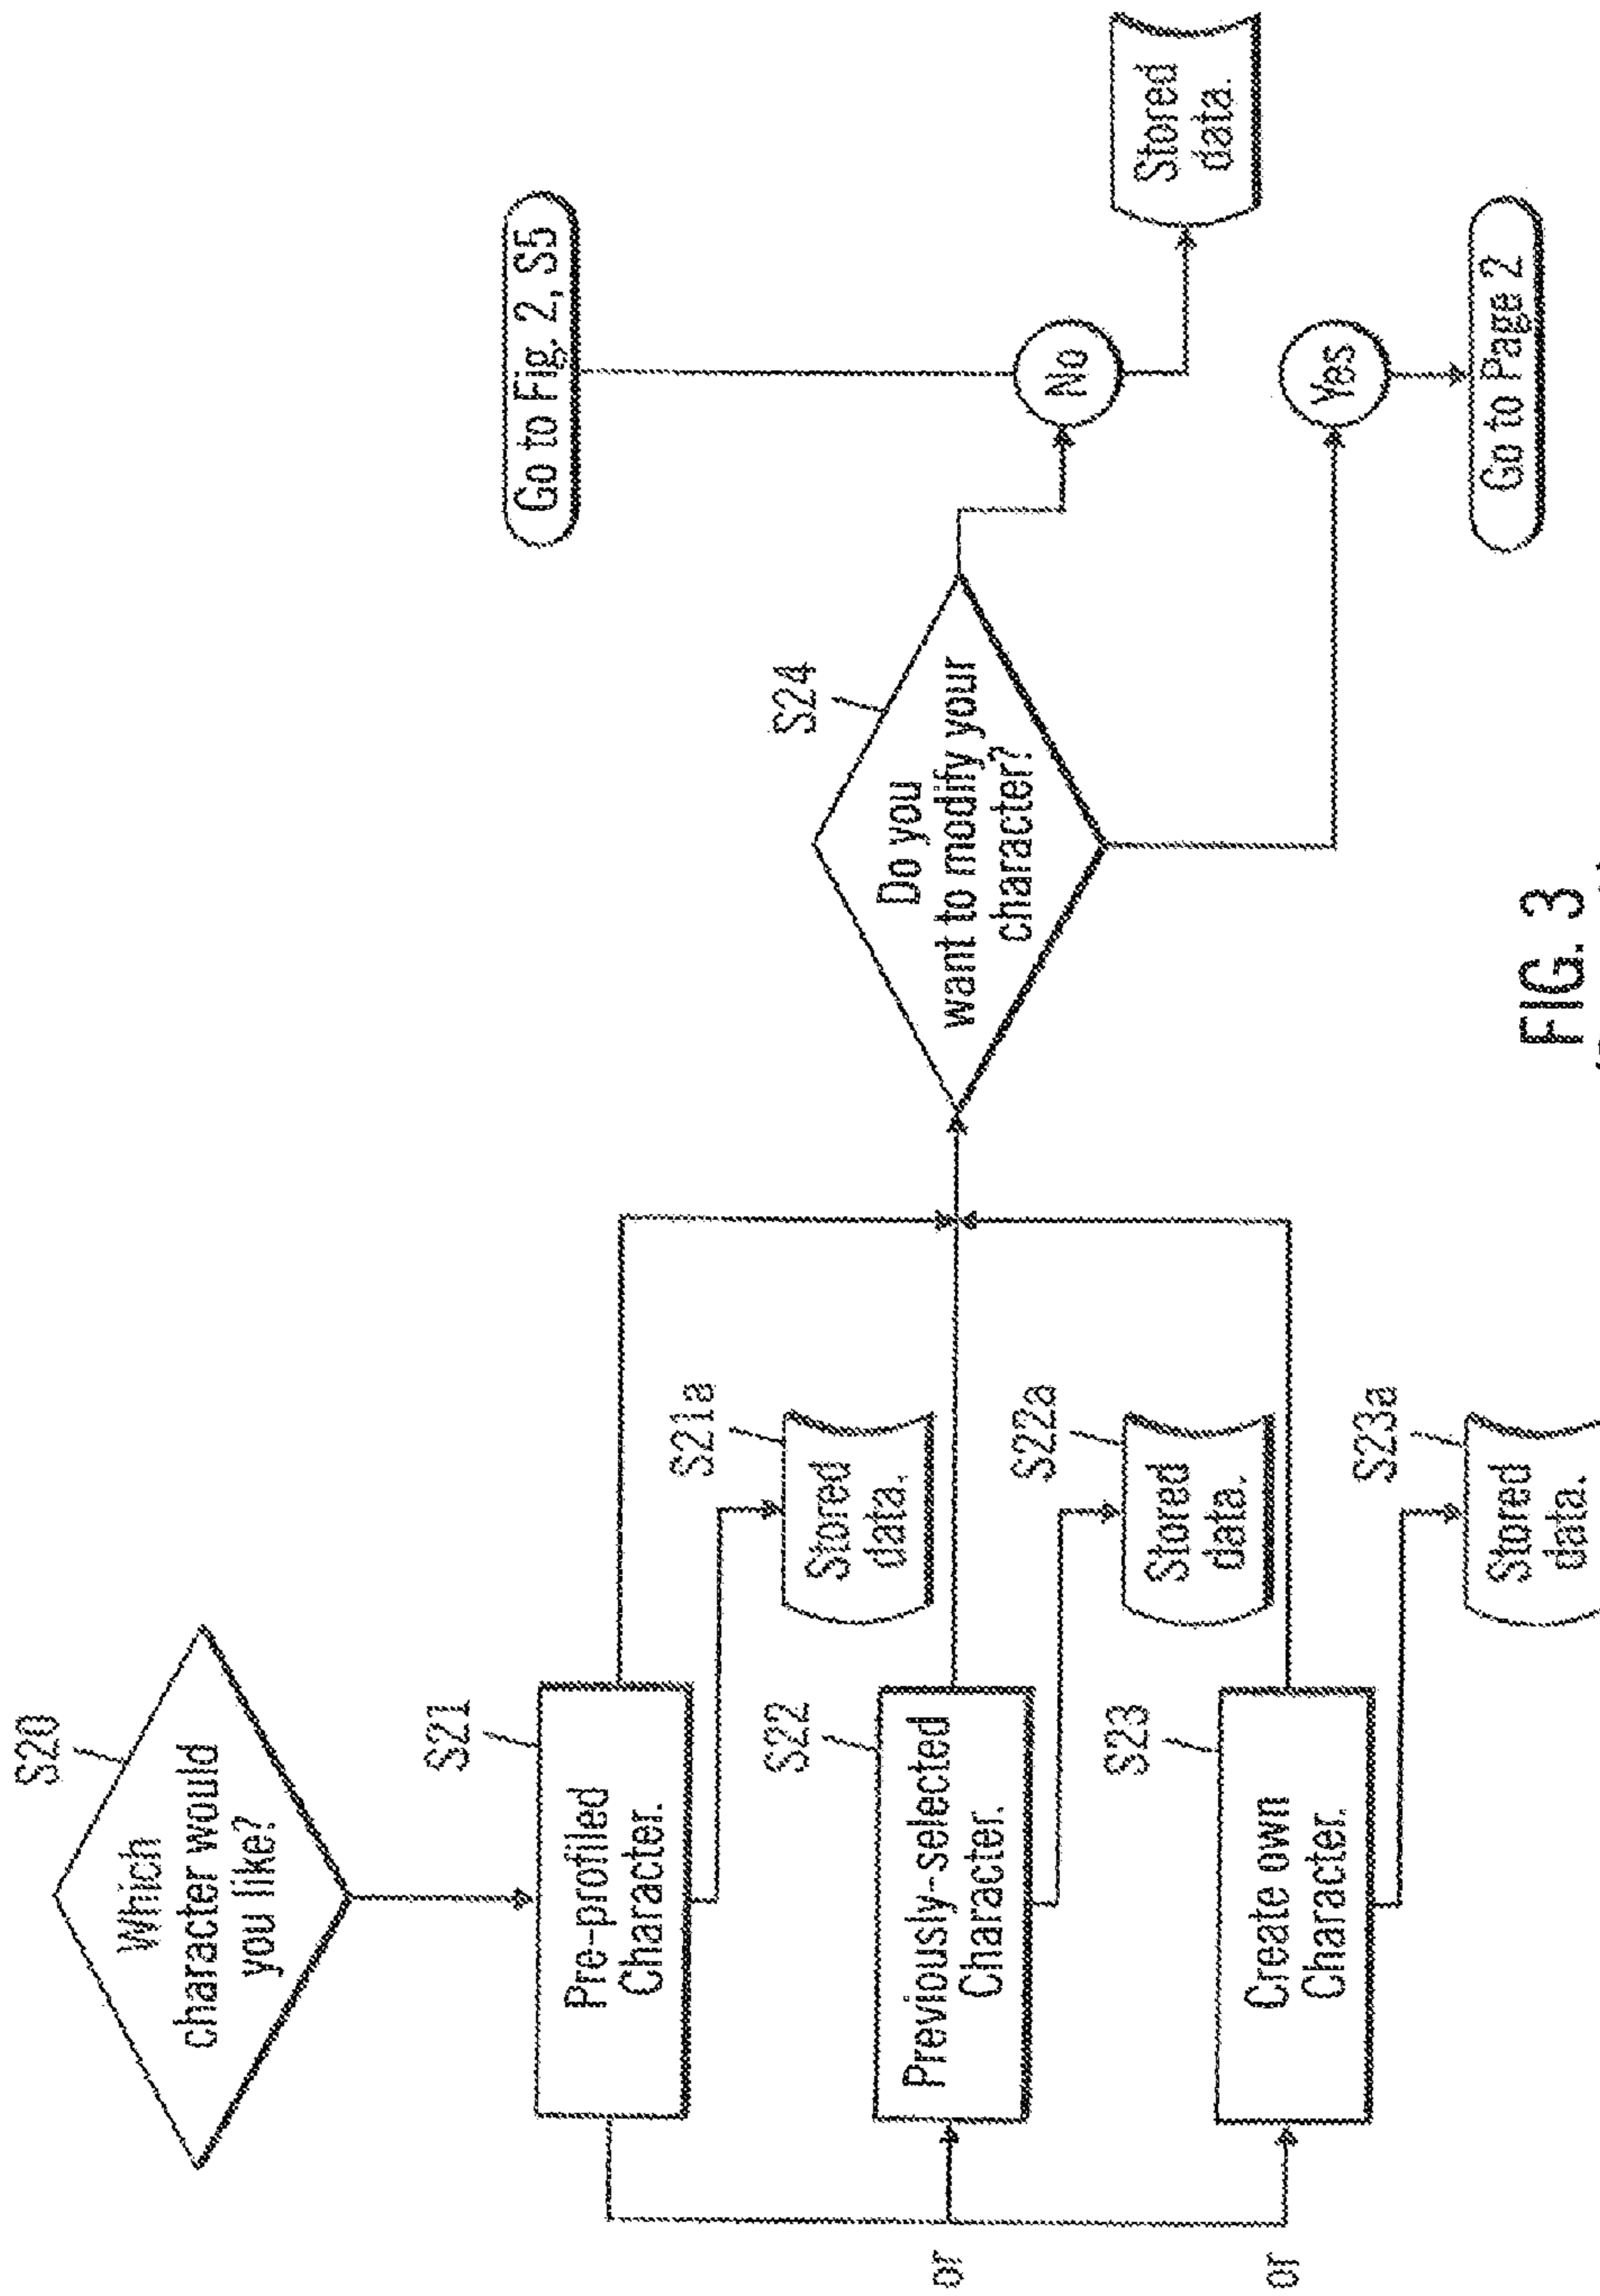 S20
Which
character would
you like?
S21
Pre-profiled
Character.
S21a
Stored
data.
or
S22
Previously-selected
Character.
S22a
Stored
data.
or
S23
Create own
Character.
S23a
Stored
data.
S24
Do you
want to modify your
character?
Go to Fig. 2, S5
No
Stored
data.
Yes
Go to Page 2
FIG. 3